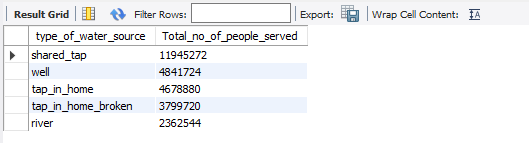 Result Grid Filter Rows: Export: Wrap Cell Content: IA
type_of_water_source Total_no_of_people_served
shared_tap 11945272
well 4841724
tap_in_home 4678880
tap_in_home_broken 3799720
river 2362544